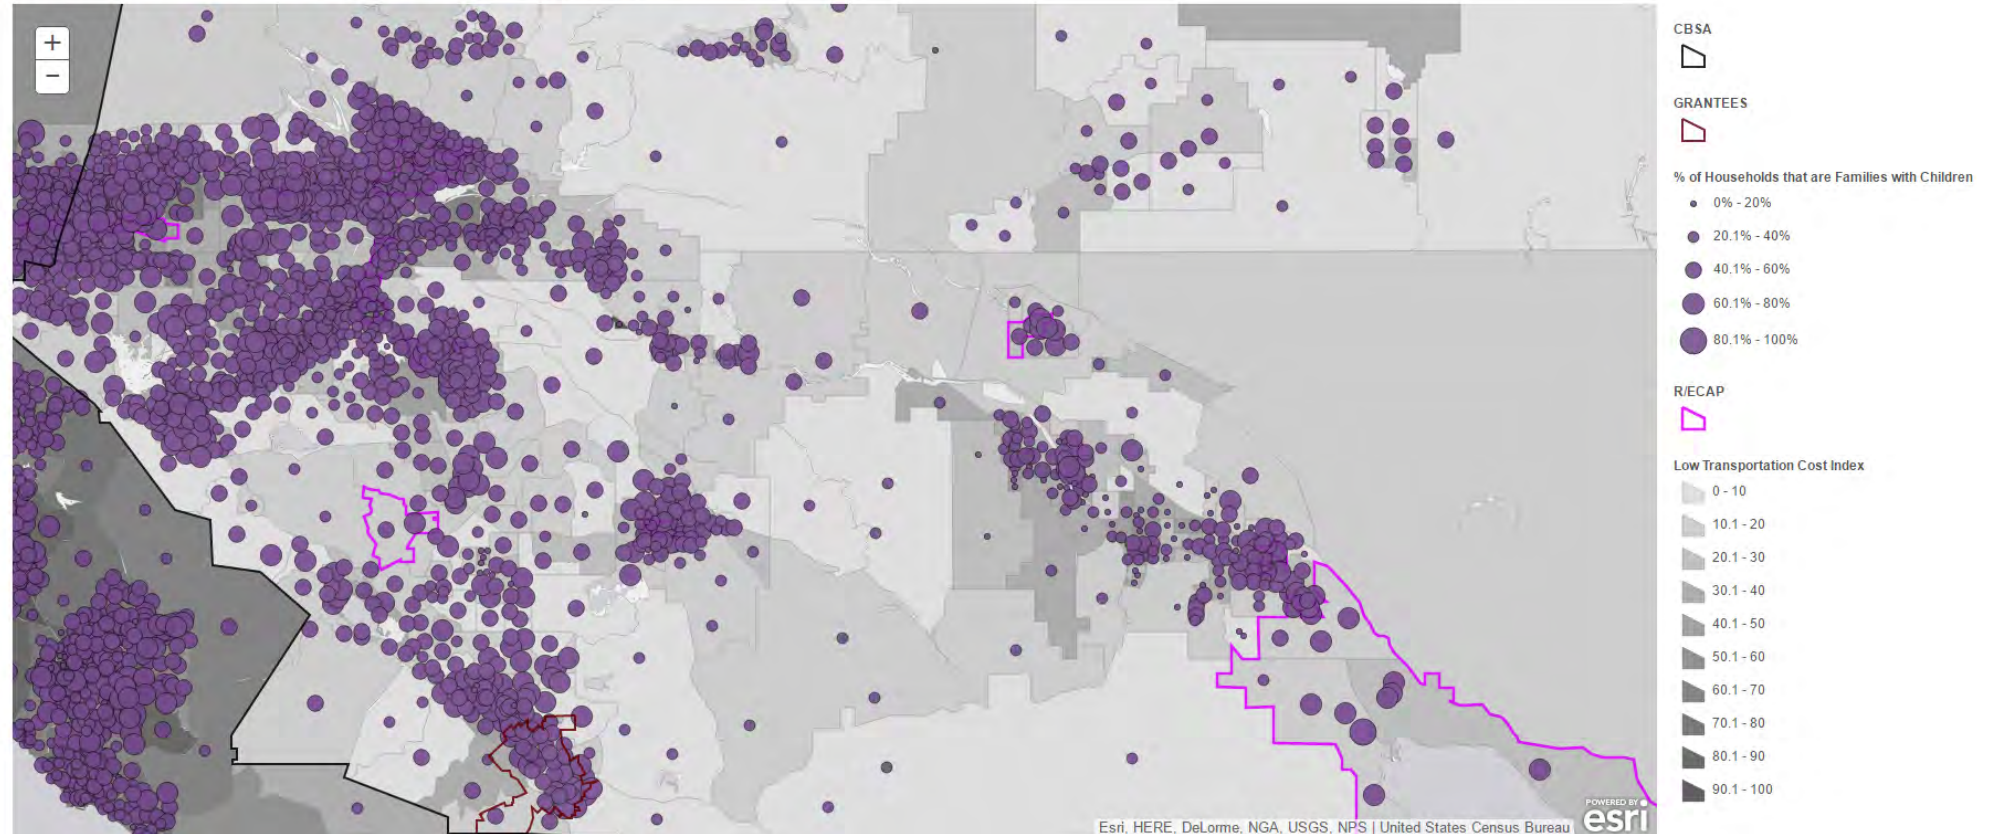 +
−
CBSA
GRANTEES
% of Households that are Families with Children
0% - 20%
20.1% - 40%
40.1% - 60%
60.1% - 80%
80.1% - 100%
R/ECAP
Low Transportation Cost Index
0 - 10
10.1 - 20
20.1 - 30
30.1 - 40
40.1 - 50
50.1 - 60
60.1 - 70
70.1 - 80
80.1 - 90
90.1 - 100
POWERED BY
esri
Esri, HERE, DeLorme, NGA, USGS, NPS | United States Census Bureau